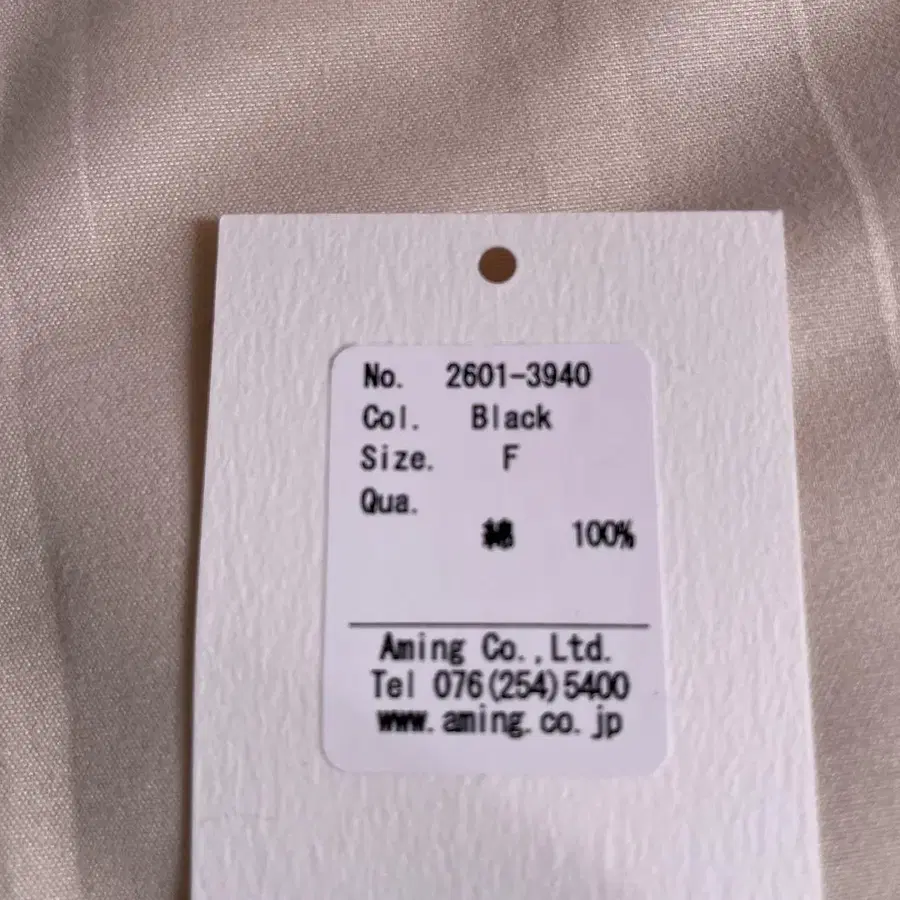 No. 2601-3940
Col. Black
Size. F
Qua.
綿 100%
Aming Co.,Ltd.
Tel 076(254)5400
www.aming.co.jp